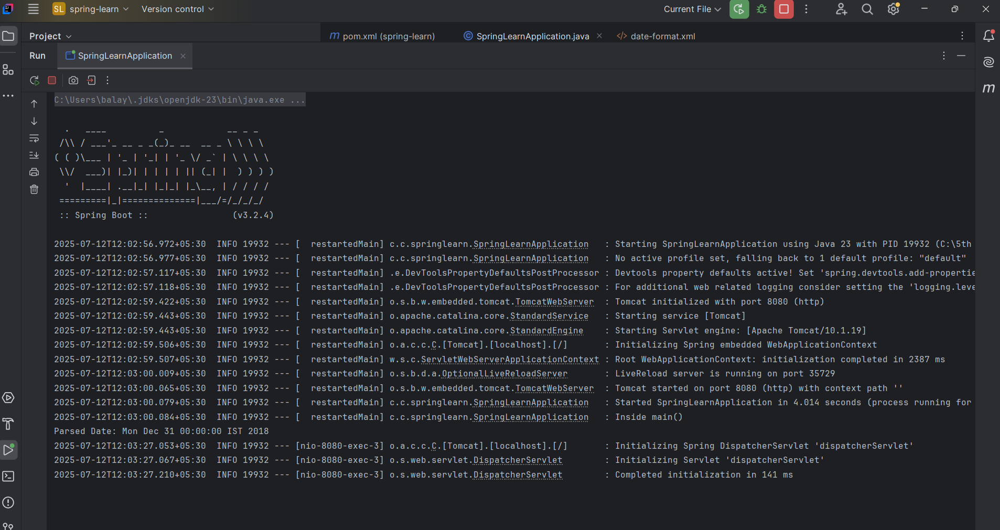 SL spring-learn Version control Current File
Project
pom.xml (spring-learn) SpringLearnApplication.java date-format.xml
Run SpringLearnApplication
C:\Users\balay\.jdks\openjdk-23\bin\java.exe ...
  .   ____          _            __ _ _
 /\\ / ___'_ __ _ _(_)_ __  __ _ \ \ \ \
( ( )\___ | '_ | '_| | '_ \/ _` | \ \ \ \
 \\/  ___)| |_)| | | | | || (_| |  ) ) ) )
  '  |____| .__|_| |_|_| |_\__, | / / / /
 =========|_|==============|___/=/_/_/_/
 :: Spring Boot ::                (v3.2.4)
2025-07-12T12:02:56.972+05:30  INFO 19932 --- [  restartedMain] c.c.springlearn.SpringLearnApplication   : Starting SpringLearnApplication using Java 23 with PID 19932 (C:\5th
2025-07-12T12:02:56.977+05:30  INFO 19932 --- [  restartedMain] c.c.springlearn.SpringLearnApplication   : No active profile set, falling back to 1 default profile: "default"
2025-07-12T12:02:57.117+05:30  INFO 19932 --- [  restartedMain] .e.DevToolsPropertyDefaultsPostProcessor : Devtools property defaults active! Set 'spring.devtools.add-propertie
2025-07-12T12:02:57.118+05:30  INFO 19932 --- [  restartedMain] .e.DevToolsPropertyDefaultsPostProcessor : For additional web related logging consider setting the 'logging.leve
2025-07-12T12:02:59.422+05:30  INFO 19932 --- [  restartedMain] o.s.b.w.embedded.tomcat.TomcatWebServer  : Tomcat initialized with port 8080 (http)
2025-07-12T12:02:59.443+05:30  INFO 19932 --- [  restartedMain] o.apache.catalina.core.StandardService   : Starting service [Tomcat]
2025-07-12T12:02:59.443+05:30  INFO 19932 --- [  restartedMain] o.apache.catalina.core.StandardEngine    : Starting Servlet engine: [Apache Tomcat/10.1.19]
2025-07-12T12:02:59.506+05:30  INFO 19932 --- [  restartedMain] o.a.c.c.C.[Tomcat].[localhost].[/]       : Initializing Spring embedded WebApplicationContext
2025-07-12T12:02:59.507+05:30  INFO 19932 --- [  restartedMain] w.s.c.ServletWebServerApplicationContext : Root WebApplicationContext: initialization completed in 2387 ms
2025-07-12T12:03:00.009+05:30  INFO 19932 --- [  restartedMain] o.s.b.d.a.OptionalLiveReloadServer       : LiveReload server is running on port 35729
2025-07-12T12:03:00.065+05:30  INFO 19932 --- [  restartedMain] o.s.b.w.embedded.tomcat.TomcatWebServer  : Tomcat started on port 8080 (http) with context path ''
2025-07-12T12:03:00.079+05:30  INFO 19932 --- [  restartedMain] c.c.springlearn.SpringLearnApplication   : Started SpringLearnApplication in 4.014 seconds (process running for
2025-07-12T12:03:00.084+05:30  INFO 19932 --- [  restartedMain] c.c.springlearn.SpringLearnApplication   : Inside main()
Parsed Date: Mon Dec 31 00:00:00 IST 2018
2025-07-12T12:03:27.053+05:30  INFO 19932 --- [nio-8080-exec-3] o.a.c.c.C.[Tomcat].[localhost].[/]       : Initializing Spring DispatcherServlet 'dispatcherServlet'
2025-07-12T12:03:27.067+05:30  INFO 19932 --- [nio-8080-exec-3] o.s.web.servlet.DispatcherServlet        : Initializing Servlet 'dispatcherServlet'
2025-07-12T12:03:27.210+05:30  INFO 19932 --- [nio-8080-exec-3] o.s.web.servlet.DispatcherServlet        : Completed initialization in 141 ms